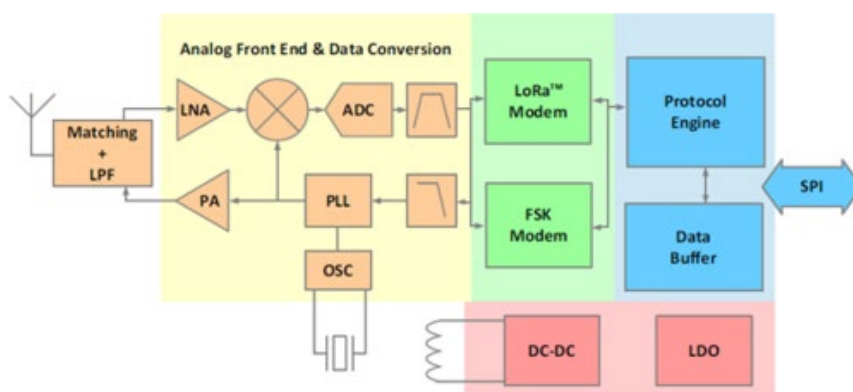 Analog Front End & Data Conversion
LNA
ADC
LoRa™
Modem
Protocol
Engine
Matching
+
LPF
PA
PLL
FSK
Modem
SPI
Data
Buffer
OSC
DC-DC
LDO